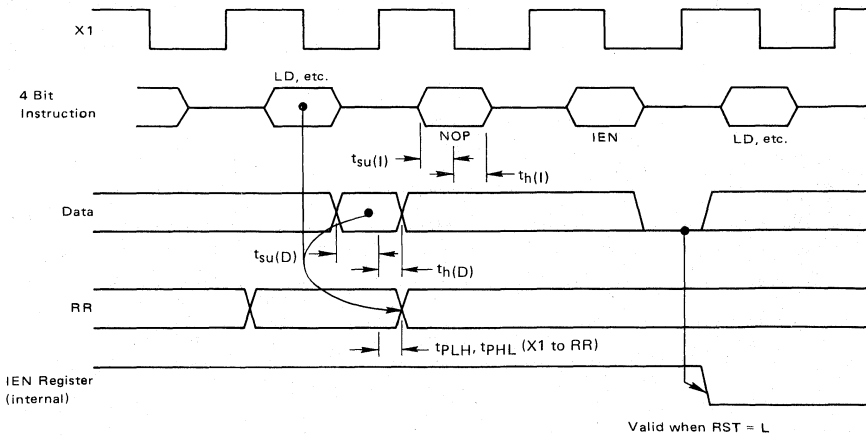 X1
LD, etc.
4 Bit
Instruction
NOP
IEN
LD, etc.
tsu(I)
th(I)
Data
tsu(D)
th(D)
RR
tPLH, tPHL (X1 to RR)
IEN Register
(internal)
Valid when RST = L